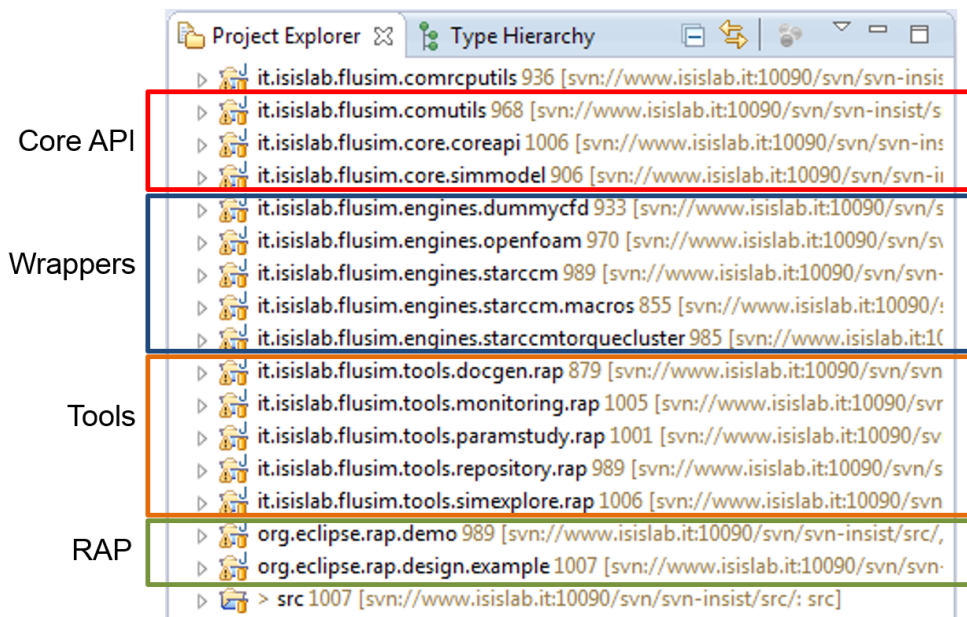 Project Explorer Type Hierarchy
it.isislab.flusim.comrcputils 936 [svn://www.isislab.it:10090/svn/svn-insis
it.isislab.flusim.comutils 968 [svn://www.isislab.it:10090/svn/svn-insist/s
Core API
it.isislab.flusim.core.coreapi 1006 [svn://www.isislab.it:10090/svn/svn-ins
it.isislab.flusim.core.simmodel 906 [svn://www.isislab.it:10090/svn/svn-i
it.isislab.flusim.engines.dummycfd 933 [svn://www.isislab.it:10090/svn/s
it.isislab.flusim.engines.openfoam 970 [svn://www.isislab.it:10090/svn/sv
Wrappers
it.isislab.flusim.engines.starccm 989 [svn://www.isislab.it:10090/svn/svn-
it.isislab.flusim.engines.starccm.macros 855 [svn://www.isislab.it:10090/
it.isislab.flusim.engines.starccmtorquecluster 985 [svn://www.isislab.it:10
it.isislab.flusim.tools.docgen.rap 879 [svn://www.isislab.it:10090/svn/svn
it.isislab.flusim.tools.monitoring.rap 1005 [svn://www.isislab.it:10090/svn
Tools
it.isislab.flusim.tools.paramstudy.rap 1001 [svn://www.isislab.it:10090/sv
it.isislab.flusim.tools.repository.rap 989 [svn://www.isislab.it:10090/svn/s
it.isislab.flusim.tools.simexplore.rap 1006 [svn://www.isislab.it:10090/svn
org.eclipse.rap.demo 989 [svn://www.isislab.it:10090/svn/svn-insist/src/,
RAP
org.eclipse.rap.design.example 1007 [svn://www.isislab.it:10090/svn/svn-
> src 1007 [svn://www.isislab.it:10090/svn/svn-insist/src/: src]